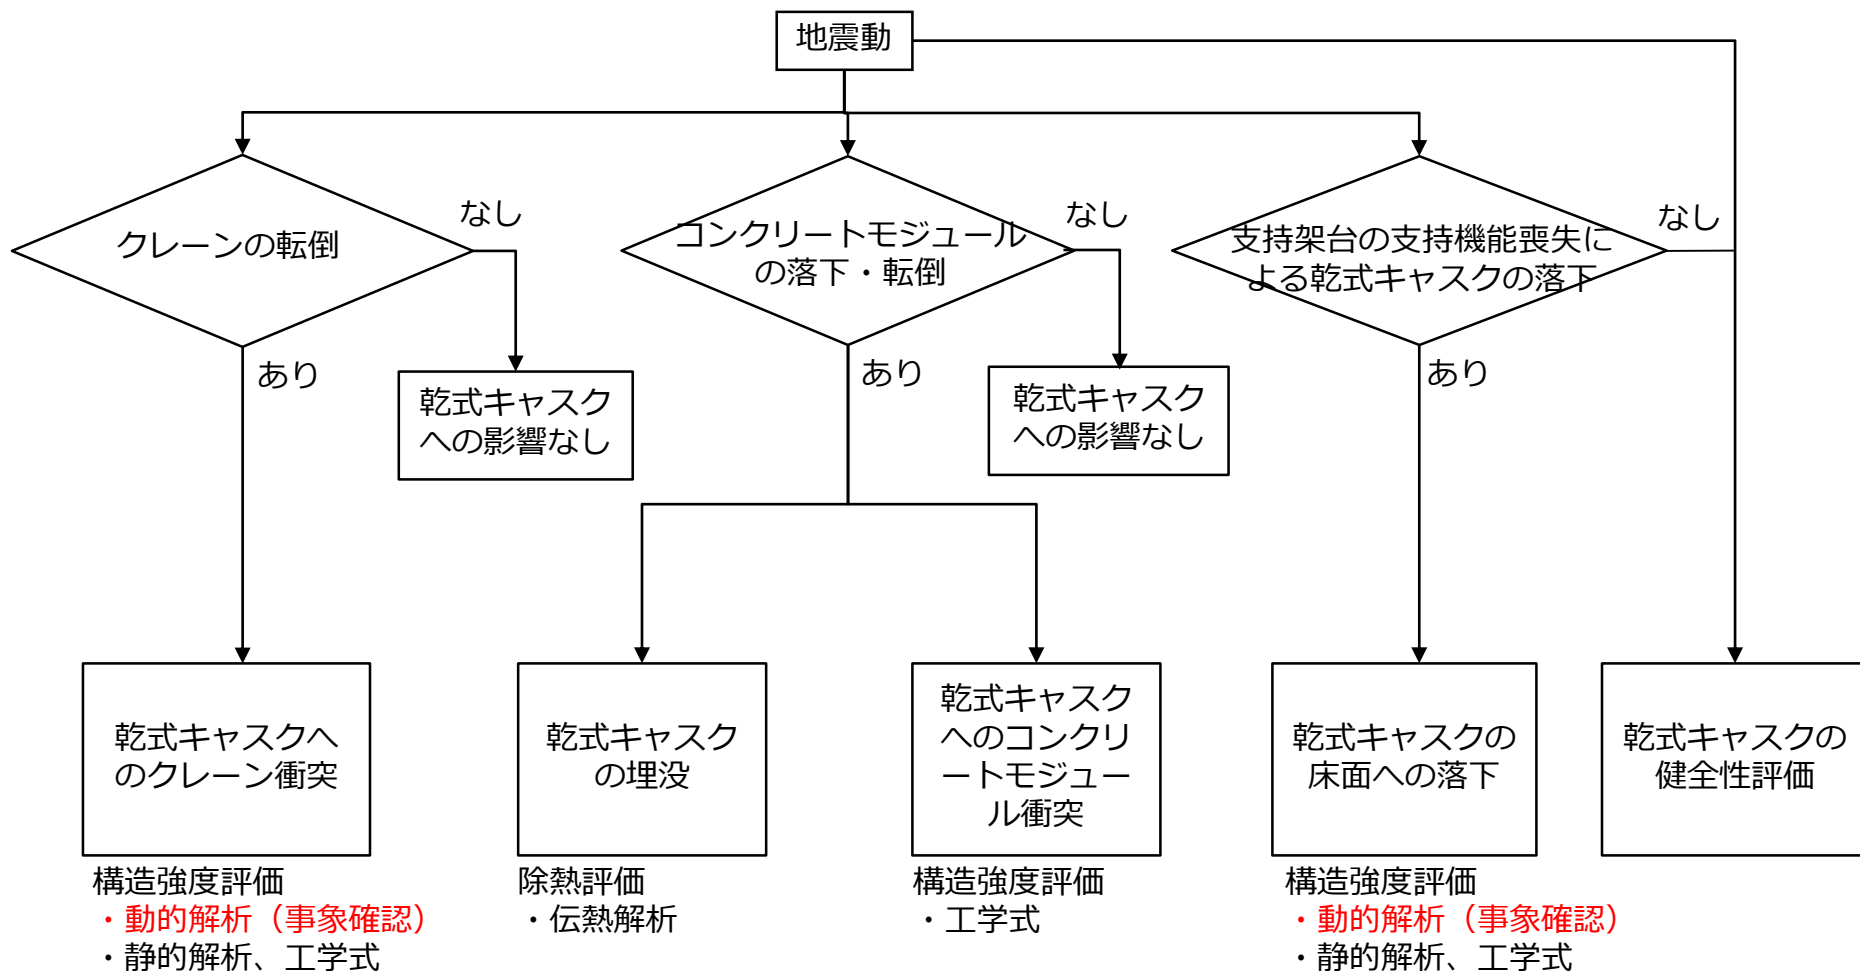 地震動
クレーンの転倒
なし
あり
乾式キャスク
への影響なし
コンクリートモジュール
の落下・転倒
なし
あり
乾式キャスク
への影響なし
支持架台の支持機能喪失に
よる乾式キャスクの落下
なし
あり
乾式キャスクへ
のクレーン衝突
構造強度評価
・動的解析（事象確認）
・静的解析、工学式
乾式キャスク
の埋没
除熱評価
・伝熱解析
乾式キャスク
へのコンクリ
ートモジュー
ル衝突
構造強度評価
・工学式
乾式キャスクの
床面への落下
構造強度評価
・動的解析（事象確認）
・静的解析、工学式
乾式キャスクの
健全性評価